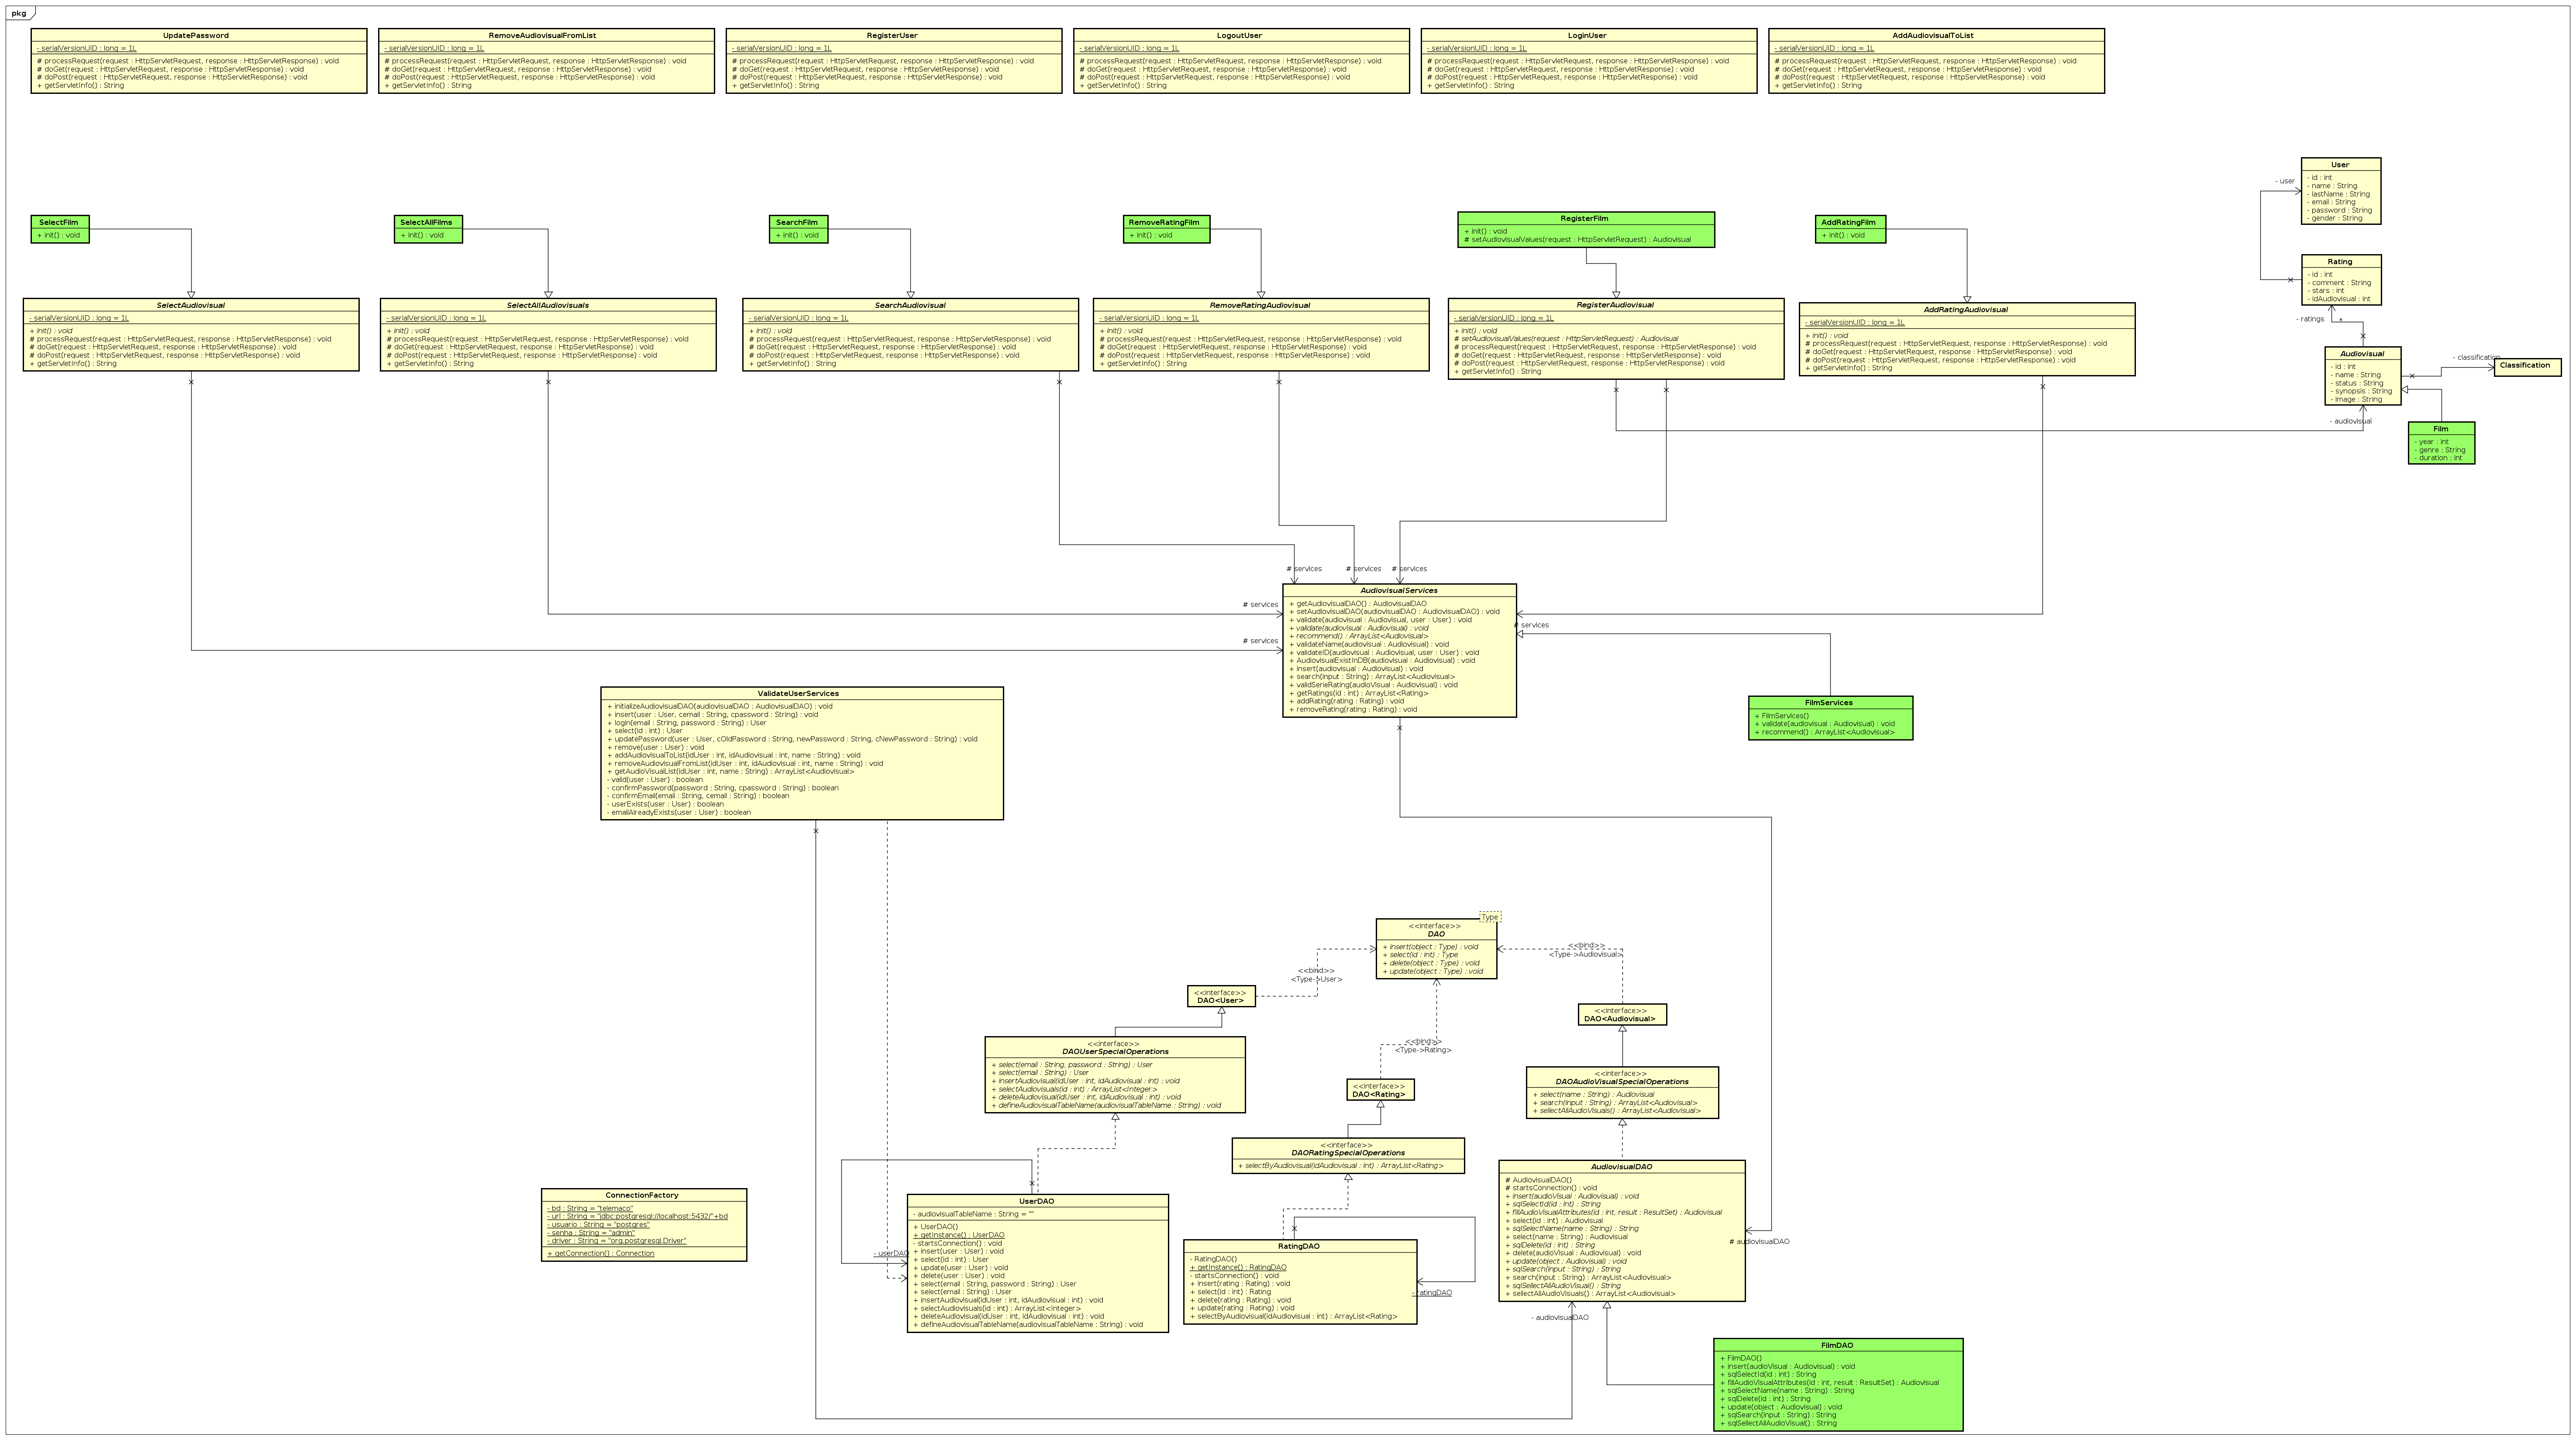 pkg
UpdatePassword
- serialVersionUID : long = 1L
# processRequest(request : HttpServletRequest, response : HttpServletResponse) : void
# doGet(request : HttpServletRequest, response : HttpServletResponse) : void
# doPost(request : HttpServletRequest, response : HttpServletResponse) : void
+ getServletInfo() : String
RemoveAudiovisualFromList
- serialVersionUID : long = 1L
# processRequest(request : HttpServletRequest, response : HttpServletResponse) : void
# doGet(request : HttpServletRequest, response : HttpServletResponse) : void
# doPost(request : HttpServletRequest, response : HttpServletResponse) : void
+ getServletInfo() : String
RegisterUser
- serialVersionUID : long = 1L
# processRequest(request : HttpServletRequest, response : HttpServletResponse) : void
# doGet(request : HttpServletRequest, response : HttpServletResponse) : void
# doPost(request : HttpServletRequest, response : HttpServletResponse) : void
+ getServletInfo() : String
LogoutUser
- serialVersionUID : long = 1L
# processRequest(request : HttpServletRequest, response : HttpServletResponse) : void
# doGet(request : HttpServletRequest, response : HttpServletResponse) : void
# doPost(request : HttpServletRequest, response : HttpServletResponse) : void
+ getServletInfo() : String
LoginUser
- serialVersionUID : long = 1L
# processRequest(request : HttpServletRequest, response : HttpServletResponse) : void
# doGet(request : HttpServletRequest, response : HttpServletResponse) : void
# doPost(request : HttpServletRequest, response : HttpServletResponse) : void
+ getServletInfo() : String
AddAudiovisualToList
- serialVersionUID : long = 1L
# processRequest(request : HttpServletRequest, response : HttpServletResponse) : void
# doGet(request : HttpServletRequest, response : HttpServletResponse) : void
# doPost(request : HttpServletRequest, response : HttpServletResponse) : void
+ getServletInfo() : String
User
- id : int
- name : String
- lastName : String
- email : String
- password : String
- gender : String
- user
SelectFilm
+ init() : void
SelectAllFilms
+ init() : void
SearchFilm
+ init() : void
RemoveRatingFilm
+ init() : void
RegisterFilm
+ init() : void
# setAudiovisualValues(request : HttpServletRequest) : Audiovisual
AddRatingFilm
+ init() : void
Rating
- id : int
- comment : String
- stars : int
- idAudiovisual : int
- ratings
*
SelectAudiovisual
- serialVersionUID : long = 1L
+ init() : void
# processRequest(request : HttpServletRequest, response : HttpServletResponse) : void
# doGet(request : HttpServletRequest, response : HttpServletResponse) : void
# doPost(request : HttpServletRequest, response : HttpServletResponse) : void
+ getServletInfo() : String
SelectAllAudiovisuals
- serialVersionUID : long = 1L
+ init() : void
# processRequest(request : HttpServletRequest, response : HttpServletResponse) : void
# doGet(request : HttpServletRequest, response : HttpServletResponse) : void
# doPost(request : HttpServletRequest, response : HttpServletResponse) : void
+ getServletInfo() : String
SearchAudiovisual
- serialVersionUID : long = 1L
+ init() : void
# processRequest(request : HttpServletRequest, response : HttpServletResponse) : void
# doGet(request : HttpServletRequest, response : HttpServletResponse) : void
# doPost(request : HttpServletRequest, response : HttpServletResponse) : void
+ getServletInfo() : String
RemoveRatingAudiovisual
- serialVersionUID : long = 1L
+ init() : void
# processRequest(request : HttpServletRequest, response : HttpServletResponse) : void
# doGet(request : HttpServletRequest, response : HttpServletResponse) : void
# doPost(request : HttpServletRequest, response : HttpServletResponse) : void
+ getServletInfo() : String
RegisterAudiovisual
- serialVersionUID : long = 1L
+ init() : void
# setAudiovisualValues(request : HttpServletRequest) : Audiovisual
# processRequest(request : HttpServletRequest, response : HttpServletResponse) : void
# doGet(request : HttpServletRequest, response : HttpServletResponse) : void
# doPost(request : HttpServletRequest, response : HttpServletResponse) : void
+ getServletInfo() : String
AddRatingAudiovisual
- serialVersionUID : long = 1L
+ init() : void
# processRequest(request : HttpServletRequest, response : HttpServletResponse) : void
# doGet(request : HttpServletRequest, response : HttpServletResponse) : void
# doPost(request : HttpServletRequest, response : HttpServletResponse) : void
+ getServletInfo() : String
Audiovisual
- id : int
- name : String
- status : String
- synopsis : String
- image : String
- classification
Classification
- audiovisual
Film
- year : int
- genre : String
- duration : int
# services
# services
# services
# services
# services
# services
AudiovisualServices
+ getAudiovisualDAO() : AudiovisualDAO
+ setAudiovisualDAO(audiovisualDAO : AudiovisualDAO) : void
+ validate(audiovisual : Audiovisual, user : User) : void
+ validate(audiovisual : Audiovisual) : void
+ recommend() : ArrayList<Audiovisual>
+ validateName(audiovisual : Audiovisual) : void
+ validateID(audiovisual : Audiovisual, user : User) : void
+ AudiovisualExistInDB(audiovisual : Audiovisual) : void
+ insert(audiovisual : Audiovisual) : void
+ search(input : String) : ArrayList<Audiovisual>
+ validSerieRating(audioVisual : Audiovisual) : void
+ getRatings(id : int) : ArrayList<Rating>
+ addRating(rating : Rating) : void
+ removeRating(rating : Rating) : void
FilmServices
+ FilmServices()
+ validate(audiovisual : Audiovisual) : void
+ recommend() : ArrayList<Audiovisual>
ValidateUserServices
+ initializeAudiovisualDAO(audiovisualDAO : AudiovisualDAO) : void
+ insert(user : User, cemail : String, cpassword : String) : void
+ login(email : String, password : String) : User
+ select(id : int) : User
+ updatePassword(user : User, cOldPassword : String, newPassword : String, cNewPassword : String) : void
+ remove(user : User) : void
+ addAudiovisualToList(idUser : int, idAudiovisual : int, name : String) : void
+ removeAudiovisualFromList(idUser : int, idAudiovisual : int, name : String) : void
+ getAudioVisualList(idUser : int, name : String) : ArrayList<Audiovisual>
- valid(user : User) : boolean
- confirmPassword(password : String, cpassword : String) : boolean
- confirmEmail(email : String, cemail : String) : boolean
- userExists(user : User) : boolean
- emailAlreadyExists(user : User) : boolean
Type
<<interface>>
DAO
+ insert(object : Type) : void
+ select(id : int) : Type
+ delete(object : Type) : void
+ update(object : Type) : void
<<bind>>
<Type->Audiovisual>
<<bind>>
<Type->User>
<<interface>>
DAO<User>
<<interface>>
DAO<Audiovisual>
<<bind>>
<Type->Rating>
<<interface>>
DAOUserSpecialOperations
+ select(email : String, password : String) : User
+ select(email : String) : User
+ insertAudiovisual(idUser : int, idAudiovisual : int) : void
+ selectAudiovisuals(id : int) : ArrayList<Integer>
+ deleteAudiovisual(idUser : int, idAudiovisual : int) : void
+ defineAudiovisualTableName(audiovisualTableName : String) : void
<<interface>>
DAO<Rating>
<<interface>>
DAOAudioVisualSpecialOperations
+ select(name : String) : Audiovisual
+ search(input : String) : ArrayList<Audiovisual>
+ sellectAllAudioVisuals() : ArrayList<Audiovisual>
<<interface>>
DAORatingSpecialOperations
+ selectByAudiovisual(idAudiovisual : int) : ArrayList<Rating>
ConnectionFactory
- bd : String = "telemaco"
- url : String = "jdbc:postgresql://localhost:5432/"+bd
- usuario : String = "postgres"
- senha : String = "admin"
- driver : String = "org.postgresql.Driver"
+ getConnection() : Connection
UserDAO
- audiovisualTableName : String = ""
+ UserDAO()
+ getInstance() : UserDAO
- startsConnection() : void
+ insert(user : User) : void
+ select(id : int) : User
+ update(user : User) : void
+ delete(user : User) : void
+ select(email : String, password : String) : User
+ select(email : String) : User
+ insertAudiovisual(idUser : int, idAudiovisual : int) : void
+ selectAudiovisuals(id : int) : ArrayList<Integer>
+ deleteAudiovisual(idUser : int, idAudiovisual : int) : void
+ defineAudiovisualTableName(audiovisualTableName : String) : void
- userDAO
RatingDAO
- RatingDAO()
+ getInstance() : RatingDAO
- startsConnection() : void
+ insert(rating : Rating) : void
+ select(id : int) : Rating
+ delete(rating : Rating) : void
+ update(rating : Rating) : void
+ selectByAudiovisual(idAudiovisual : int) : ArrayList<Rating>
- ratingDAO
AudiovisualDAO
# AudiovisualDAO()
# startsConnection() : void
+ insert(audioVisual : Audiovisual) : void
+ sqlSelectId(id : int) : String
+ fillAudioVisualAttributes(id : int, result : ResultSet) : Audiovisual
+ select(id : int) : Audiovisual
+ sqlSelectName(name : String) : String
+ select(name : String) : Audiovisual
+ sqlDelete(id : int) : String
+ delete(audioVisual : Audiovisual) : void
+ update(object : Audiovisual) : void
+ sqlSearch(input : String) : String
+ search(input : String) : ArrayList<Audiovisual>
+ sqlSellectAllAudioVisual() : String
+ sellectAllAudioVisuals() : ArrayList<Audiovisual>
# audiovisualDAO
- audiovisualDAO
FilmDAO
+ FilmDAO()
+ insert(audioVisual : Audiovisual) : void
+ sqlSelectId(id : int) : String
+ fillAudioVisualAttributes(id : int, result : ResultSet) : Audiovisual
+ sqlSelectName(name : String) : String
+ sqlDelete(id : int) : String
+ update(object : Audiovisual) : void
+ sqlSearch(input : String) : String
+ sqlSellectAllAudioVisual() : String